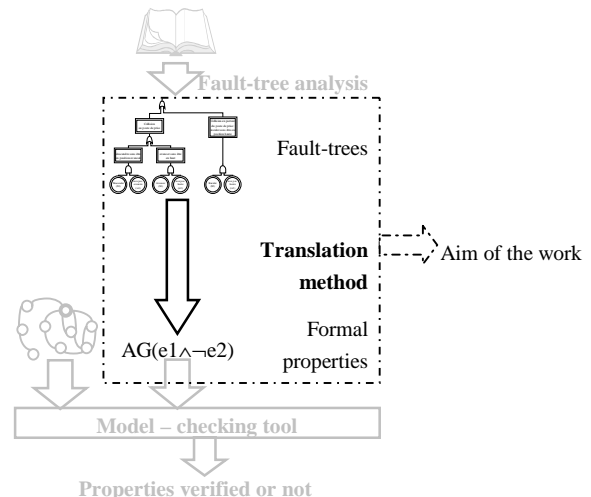 Fault-tree analysis
Fault-trees
Translation
method
Aim of the work
Formal
properties
AG(e1∧¬e2)
Model – checking tool
Properties verified or not